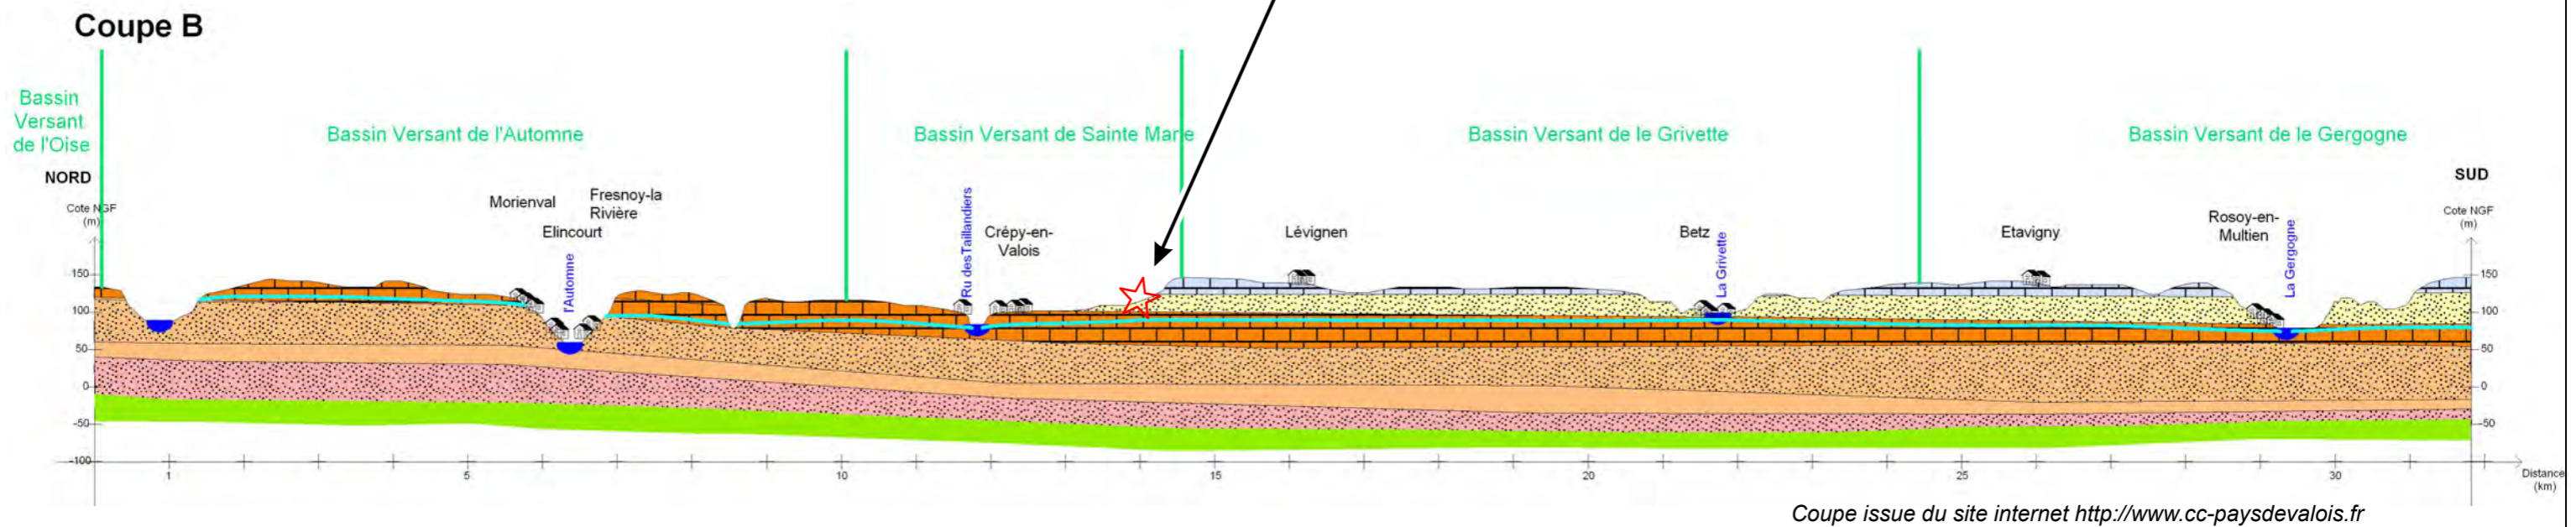 Coupe B
Bassin
Versant
de l'Oise
Bassin Versant de l'Automne
Bassin Versant de Sainte Marie
Bassin Versant de le Grivette
Bassin Versant de le Gergogne
NORD
SUD
Cote NGF
(m)
Cote NGF
(m)
Morienval
Fresnoy-la
Rivière
Elincourt
l'Automne
Ru des Taillandiers
Crépy-en-
Valois
Lévignen
Betz
La Grivette
Etavigny
Rosoy-en-
Multien
La Gergogne
150
100
50
0
-50
-100
150
100
50
0
-50
1
5
10
15
20
25
30
Distance
(km)
Coupe issue du site internet http://www.cc-paysdevalois.fr